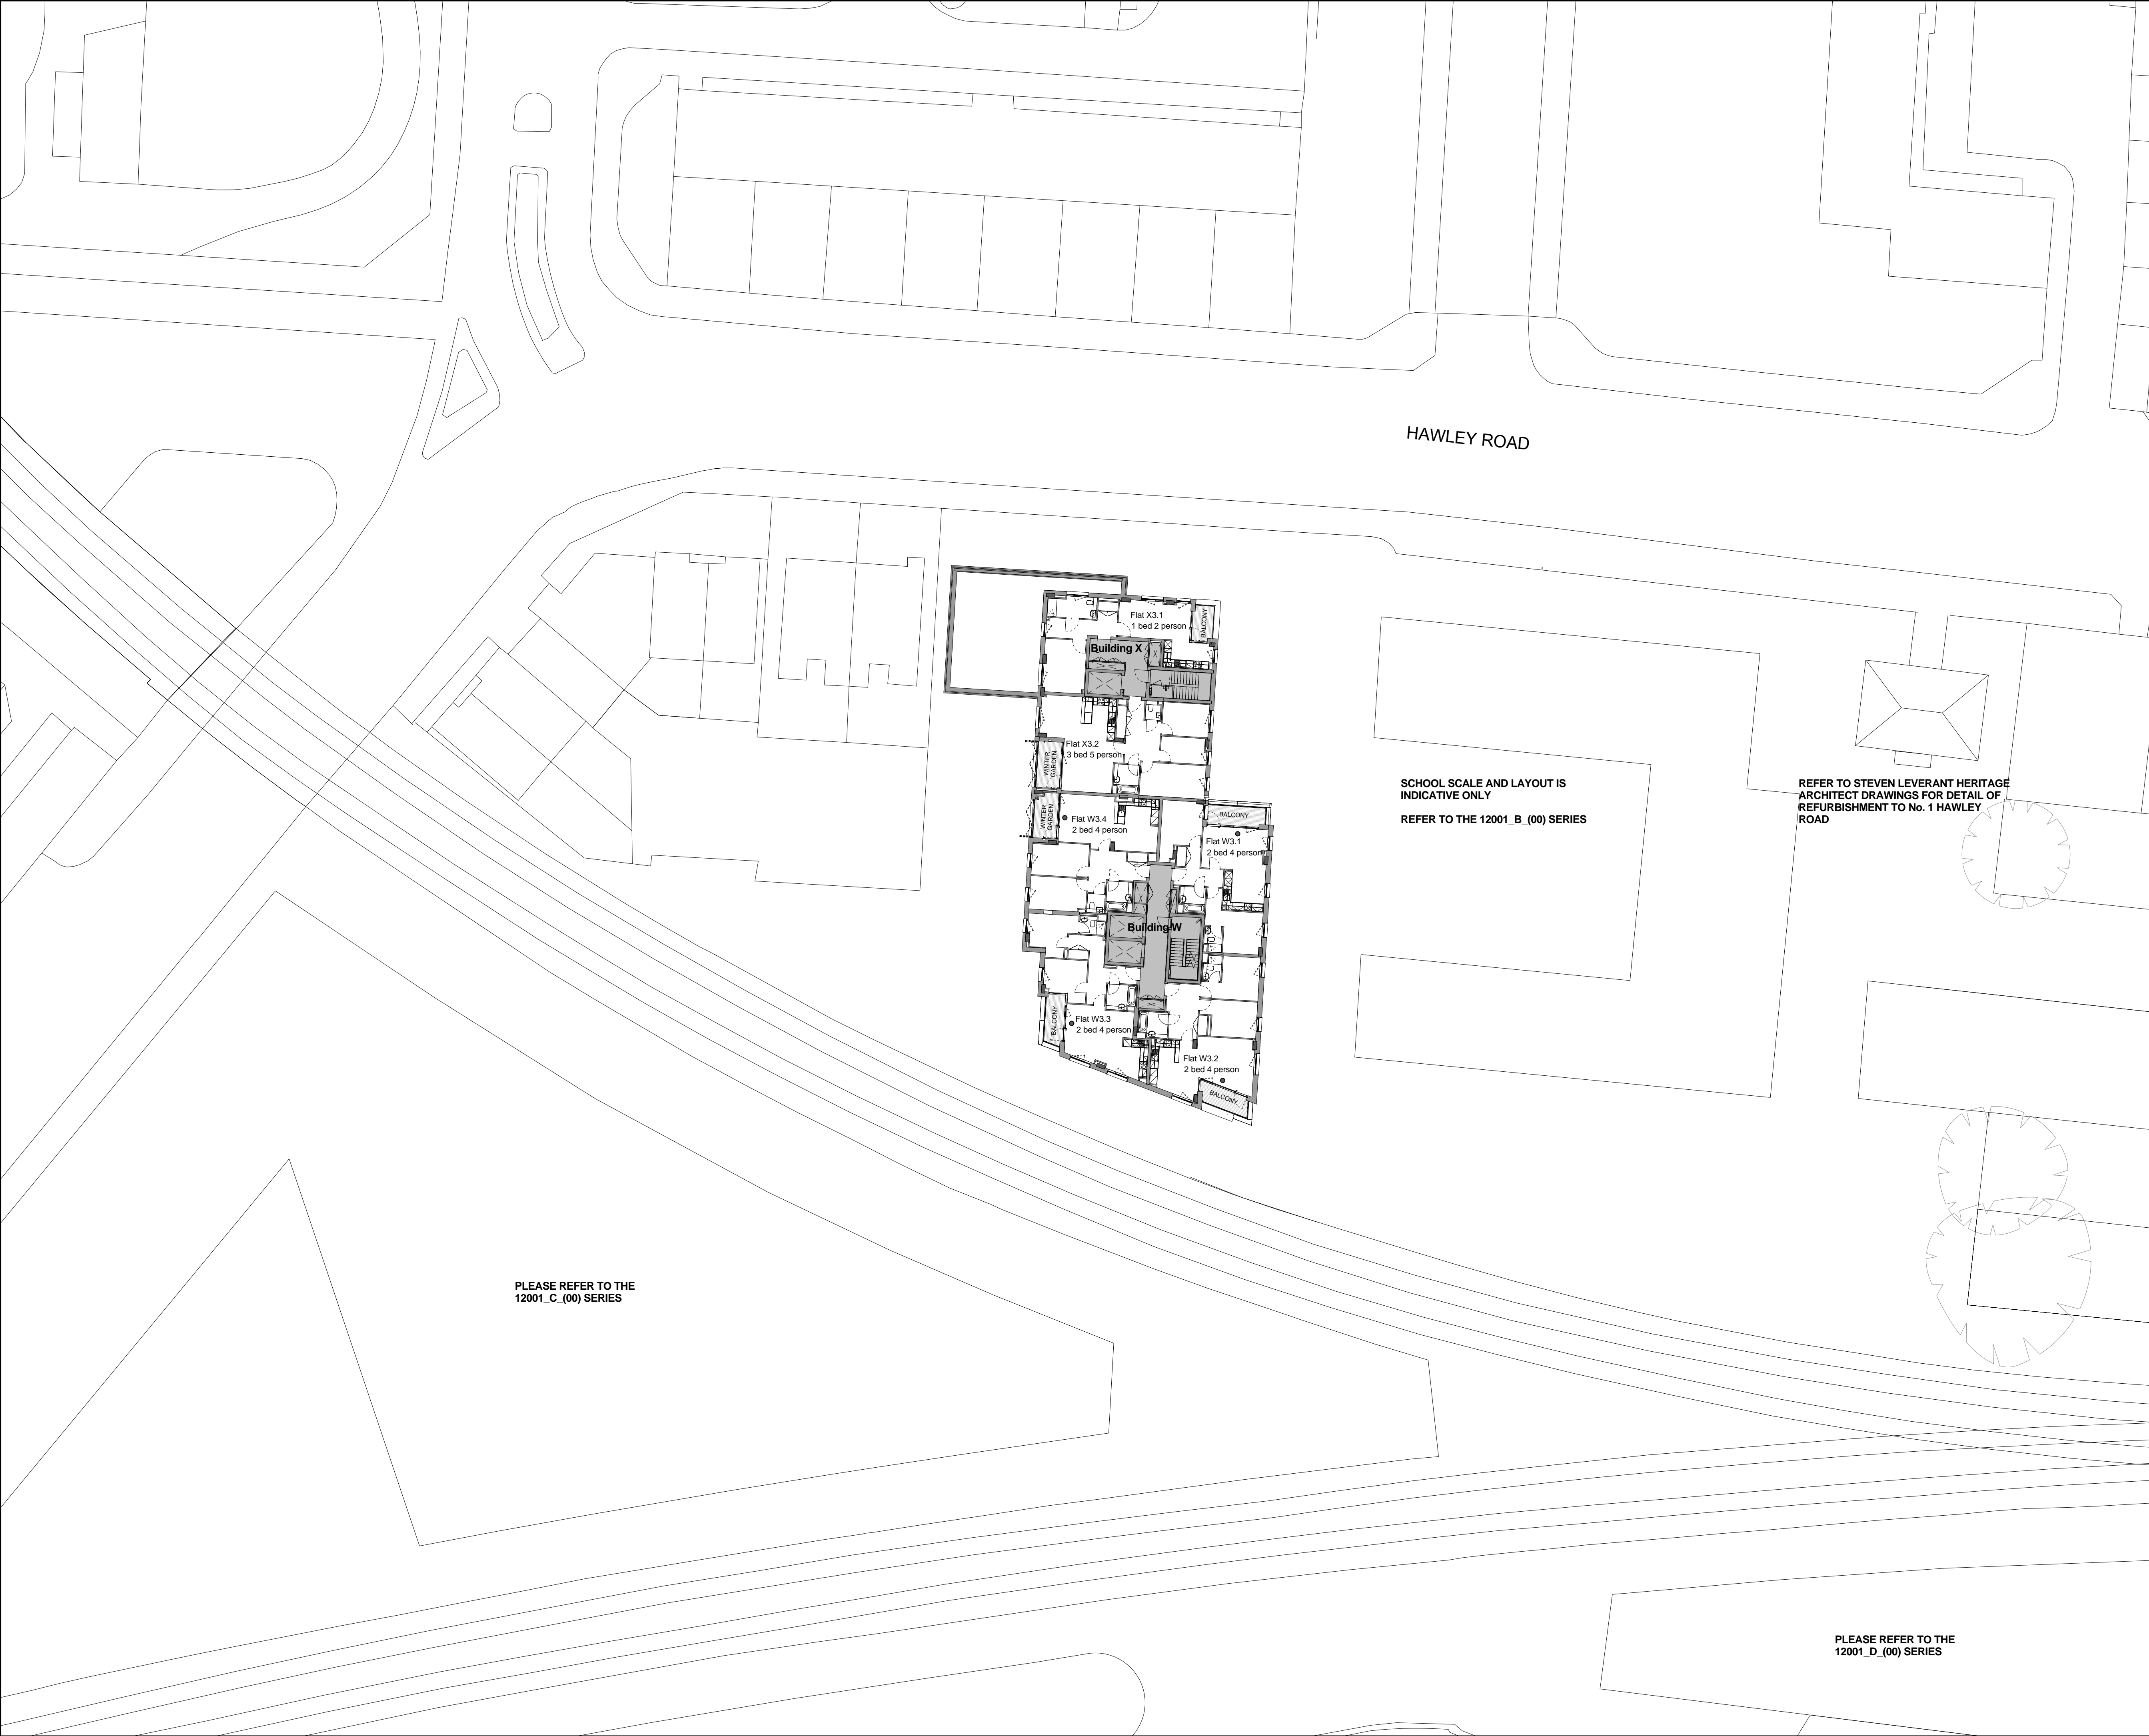 HAWLEY ROAD
Flat X3.1
1 bed 2 person
BALCONY
Building X
Flat X3.2
3 bed 5 person
WINTER
GARDEN
WINTER
GARDEN
Flat W3.4
2 bed 4 person
BALCONY
Flat W3.1
2 bed 4 person
Building W
BALCONY
Flat W3.3
2 bed 4 person
Flat W3.2
2 bed 4 person
BALCONY
SCHOOL SCALE AND LAYOUT IS
INDICATIVE ONLY
REFER TO THE 12001_B_(00) SERIES
REFER TO STEVEN LEVERANT HERITAGE
ARCHITECT DRAWINGS FOR DETAIL OF
REFURBISHMENT TO No. 1 HAWLEY
ROAD
PLEASE REFER TO THE
12001_C_(00) SERIES
PLEASE REFER TO THE
12001_D_(00) SERIES